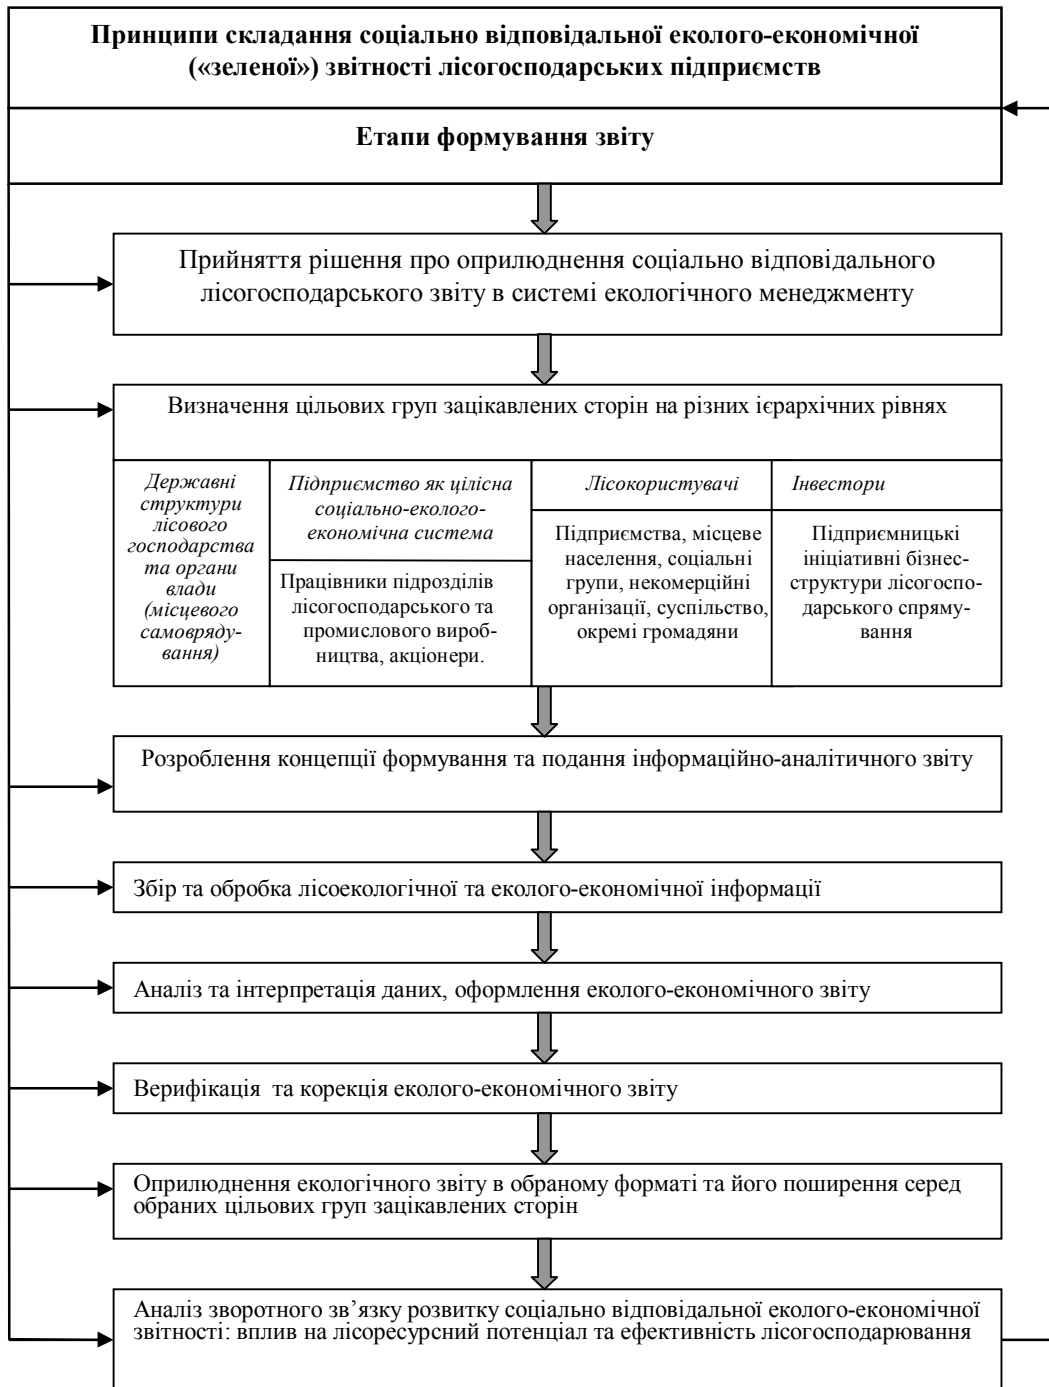 Принципи складання соціально відповідальної еколого-економічної
(«зеленої») звітності лісогосподарських підприємств
Етапи формування звіту
Прийняття рішення про оприлюднення соціально відповідального
лісогосподарського звіту в системі екологічного менеджменту
Визначення цільових груп зацікавлених сторін на різних ієрархічних рівнях
Державні
структури
лісового
господарства
та органи
влади
(місцевого
самовряду-
вання)
Підприємство як цілісна
соціально-еколого-
економічна система
Працівники підрозділів
лісогосподарського та
промислового вироб-
ництва, акціонери.
Лісокористувачі
Підприємства, місцеве
населення, соціальні
групи, некомерційні
організації, суспільство,
окремі громадяни
Інвестори
Підприємницькі
ініціативні бізнес-
структури лісогоспо-
дарського спряму-
вання
Розроблення концепції формування та подання інформаційно-аналітичного звіту
Збір та обробка лісоекологічної та еколого-економічної інформації
Аналіз та інтерпретація даних, оформлення еколого-економічного звіту
Верифікація та корекція еколого-економічного звіту
Оприлюднення екологічного звіту в обраному форматі та його поширення серед
обраних цільових груп зацікавлених сторін
Аналіз зворотного зв’язку розвитку соціально відповідальної еколого-економічної
звітності: вплив на лісоресурсний потенціал та ефективність лісогосподарювання